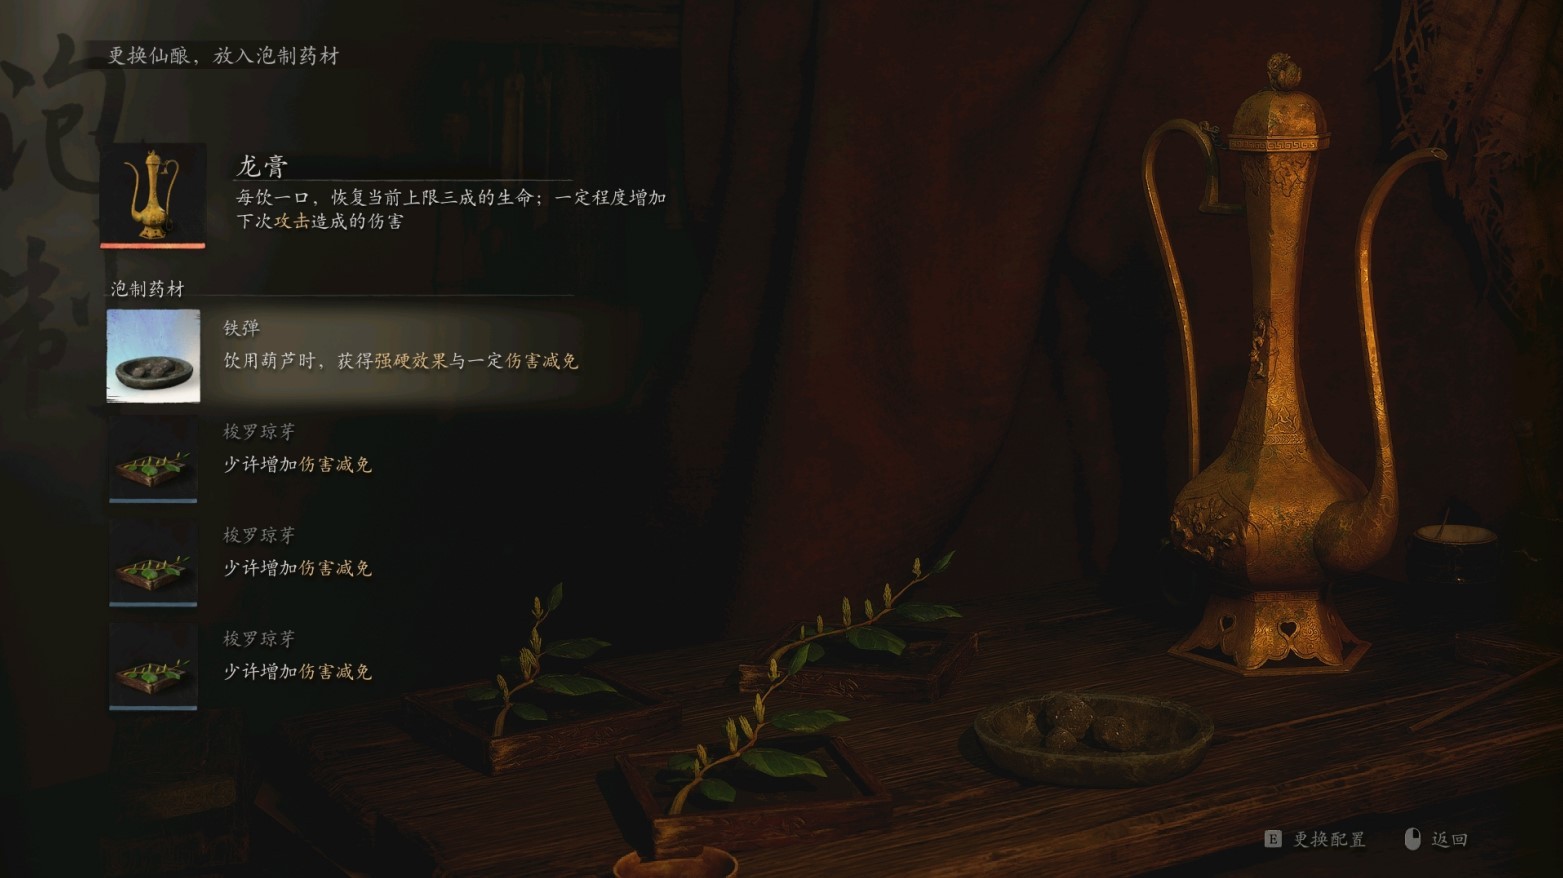 更换仙酿，放入泡制药材
泡制
龙膏
每饮一口，恢复当前上限三成的生命；一定程度增加
下次攻击造成的伤害
泡制药材
铁弹
饮用葫芦时，获得强硬效果与一定伤害减免
梭罗琼芽
少许增加伤害减免
梭罗琼芽
少许增加伤害减免
梭罗琼芽
少许增加伤害减免
E 更换配置 返回